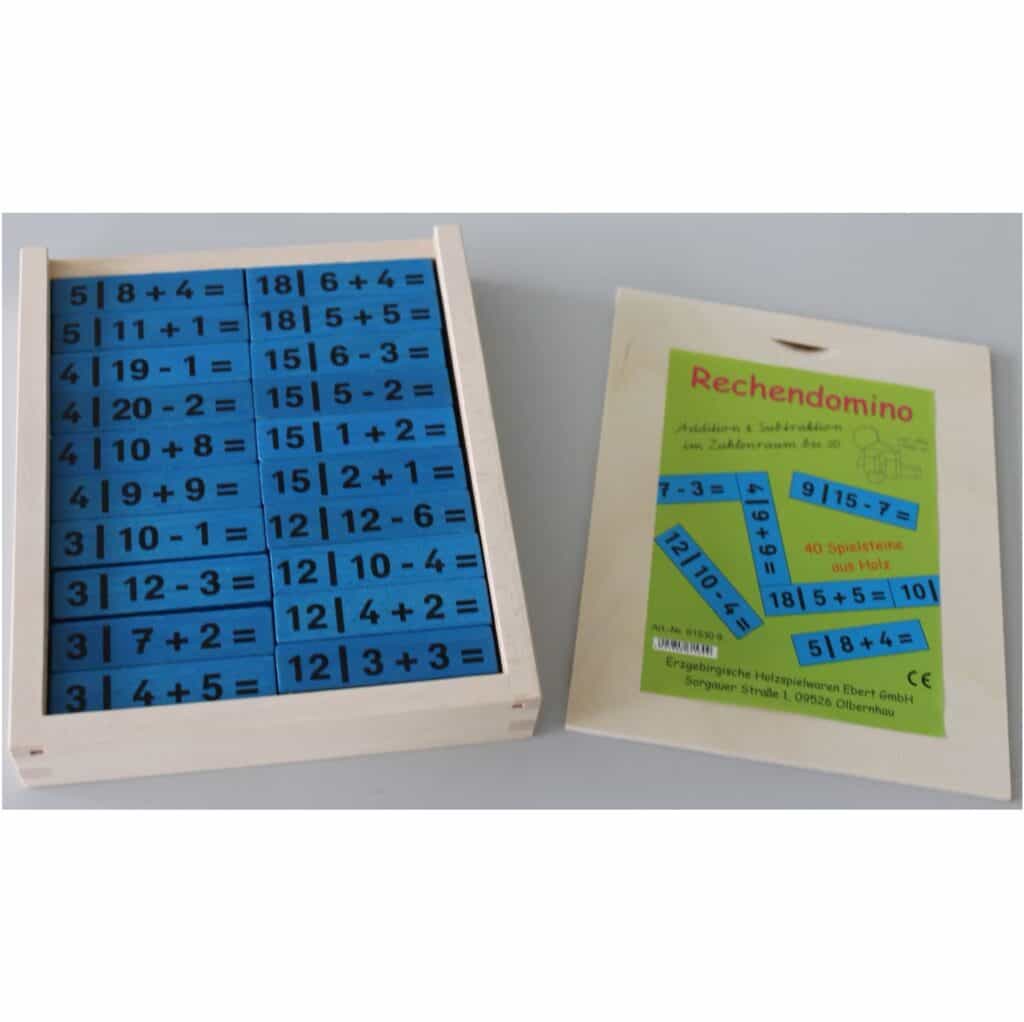 5 | 8 + 4 =
5 | 11 + 1 =
4 | 19 - 1 =
4 | 20 - 2 =
4 | 10 + 8 =
4 | 9 + 9 =
3 | 10 - 1 =
3 | 12 - 3 =
3 | 7 + 2 =
3 | 4 + 5 =
18 | 6 + 4 =
18 | 5 + 5 =
15 | 6 - 3 =
15 | 5 - 2 =
15 | 1 + 2 =
15 | 2 + 1 =
12 | 12 - 6 =
12 | 10 - 4 =
12 | 4 + 2 =
12 | 3 + 3 =
Rechendomino
Addition & Subtraktion
im Zahlenraum bis 20
7 - 3 =
4 | 9 + 9 =
9 | 15 - 7 =
12 | 10 - 4 =
40 Spielsteine
aus Holz
18 | 5 + 5 =
10 |
5 | 8 + 4 =
Art.-Nr.
Erzgebirgische Holzspielwaren Ebert GmbH
Sorgauer Straße 1, 09526 Olbernhau
CE